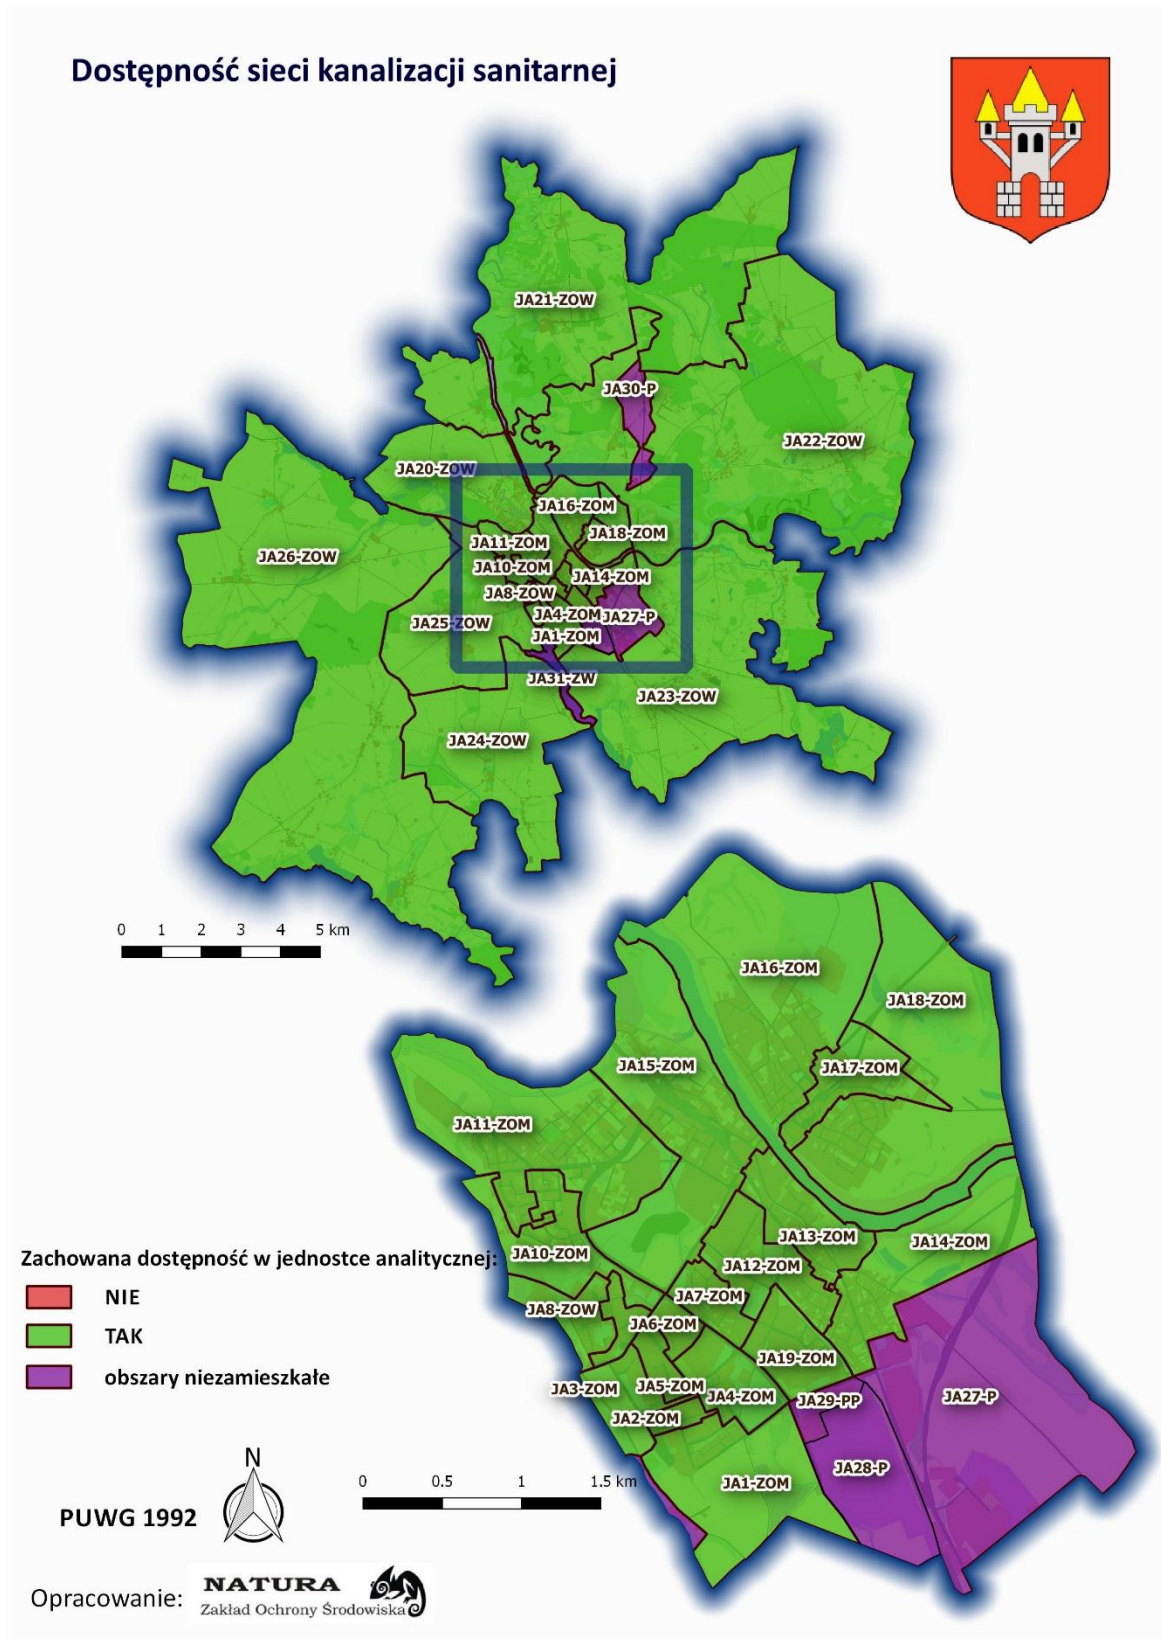 Dostępność sieci kanalizacji sanitarnej
JA21-ZOW
JA30-P
JA22-ZOW
JA20-ZOW
JA16-ZOM
JA18-ZOM
JA11-ZOM
JA26-ZOW
JA10-ZOM
JA14-ZOM
JA8-ZOW
JA4-ZOM
JA27-P
JA25-ZOW
JA1-ZOM
JA31-ZW
JA23-ZOW
JA24-ZOW
0 1 2 3 4 5 km
JA16-ZOM
JA18-ZOM
JA15-ZOM
JA17-ZOM
JA11-ZOM
JA13-ZOM
JA14-ZOM
JA10-ZOM
JA12-ZOM
Zachowana dostępność w jednostce analitycznej:
NIE
TAK
obszary niezamieszkałe
JA7-ZOM
JA8-ZOW
JA6-ZOM
JA19-ZOM
JA3-ZOM
JA5-ZOM
JA4-ZOM
JA29-PP
JA27-P
JA2-ZOM
JA28-P
JA1-ZOM
N
0 0.5 1 1.5 km
PUWG 1992
Opracowanie:
NATURA
Zakład Ochrony Środowiska